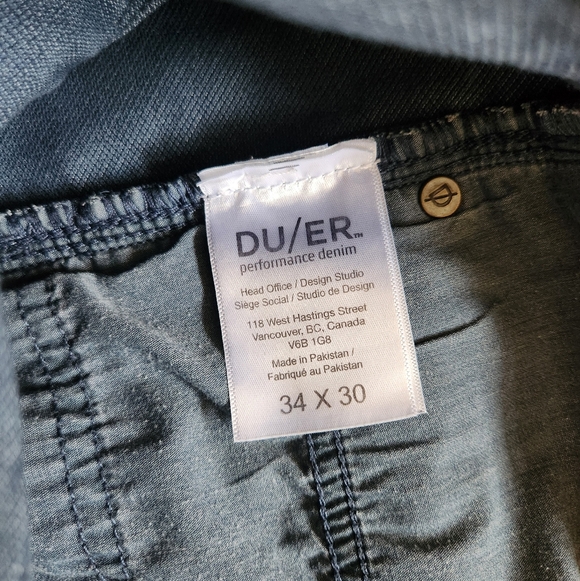 DU/ER™
performance denim
Head Office / Design Studio
Siège Social / Studio de Design
118 West Hastings Street
Vancouver, BC, Canada
V6B 1G8
Made in Pakistan /
Fabriqué au Pakistan
34 X 30